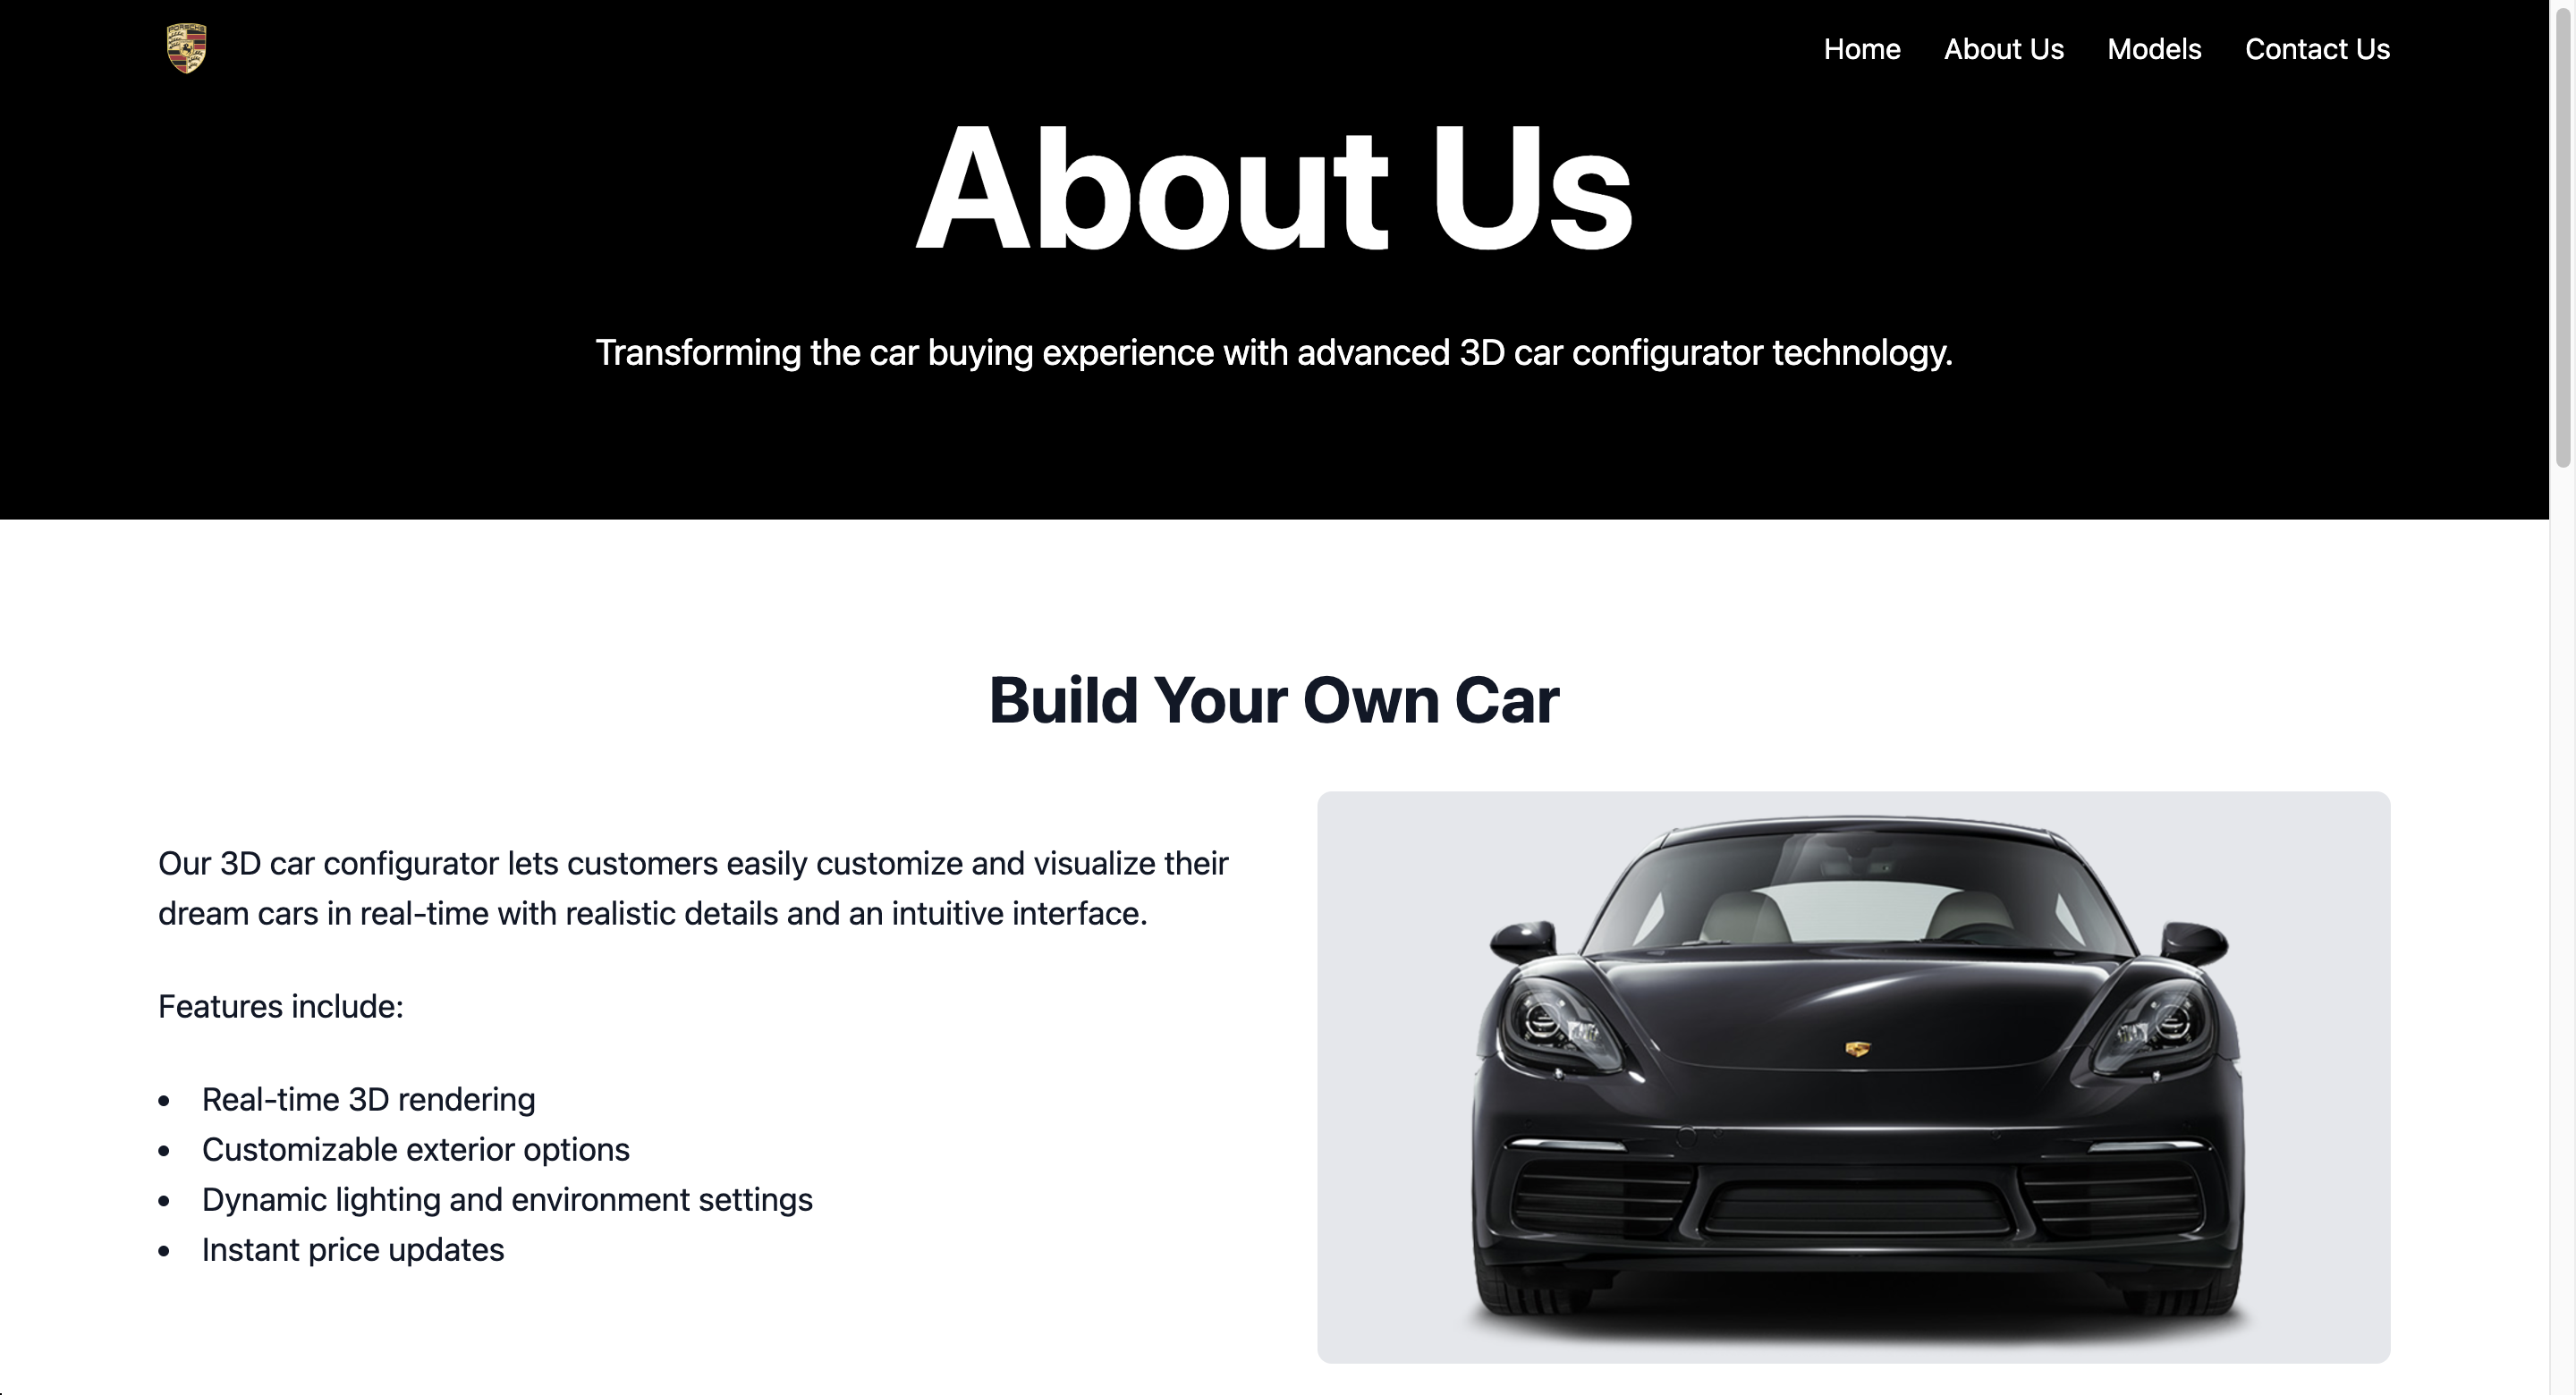 PORSCHE
Home About Us Models Contact Us
About Us
Transforming the car buying experience with advanced 3D car configurator technology.
Build Your Own Car
Our 3D car configurator lets customers easily customize and visualize their
dream cars in real-time with realistic details and an intuitive interface.
Features include:
• Real-time 3D rendering
• Customizable exterior options
• Dynamic lighting and environment settings
• Instant price updates